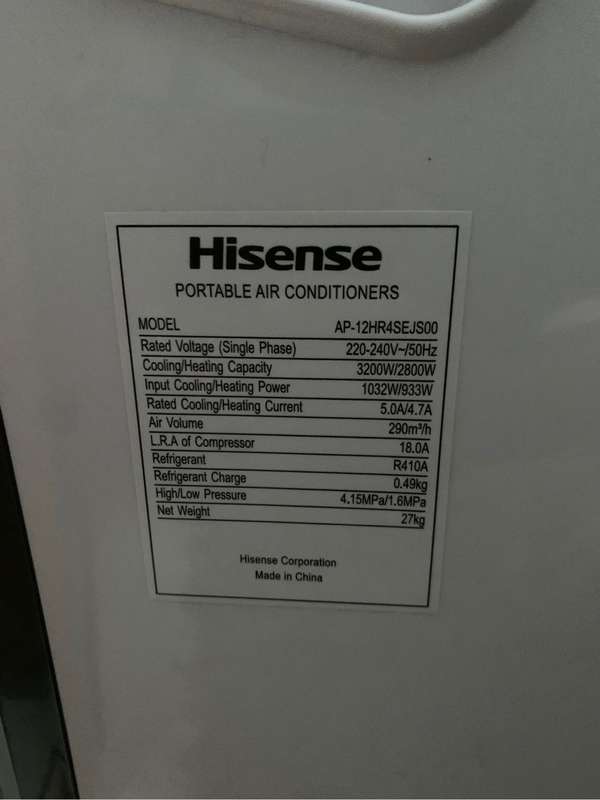 Hisense
PORTABLE AIR CONDITIONERS
MODEL AP-12HR4SEJS00
Rated Voltage (Single Phase) 220-240V~/50Hz
Cooling/Heating Capacity 3200W/2800W
Input Cooling/Heating Power 1032W/933W
Rated Cooling/Heating Current 5.0A/4.7A
Air Volume 290m³/h
L.R.A of Compressor 18.0A
Refrigerant R410A
Refrigerant Charge 0.49kg
High/Low Pressure 4.15MPa/1.6MPa
Net Weight 27kg
Hisense Corporation
Made in China